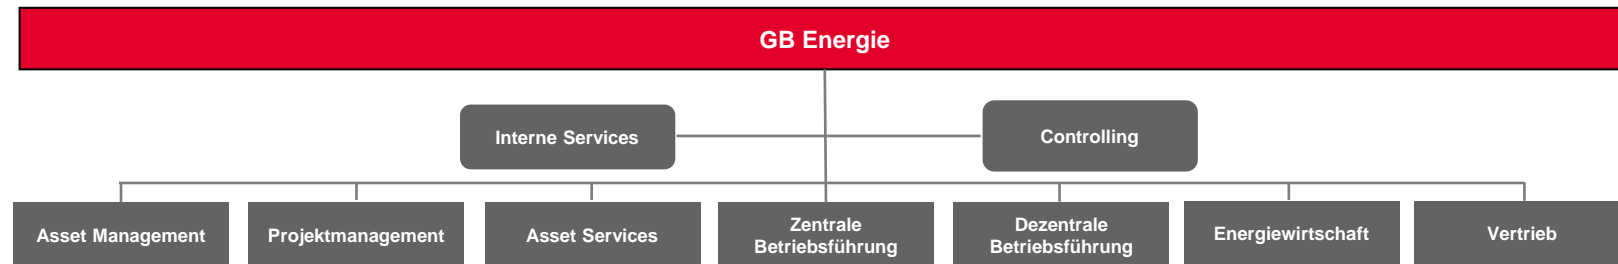 GB Energie
Interne Services
Controlling
Asset Management
Projektmanagement
Asset Services
Zentrale
Betriebsführung
Dezentrale
Betriebsführung
Energiewirtschaft
Vertrieb